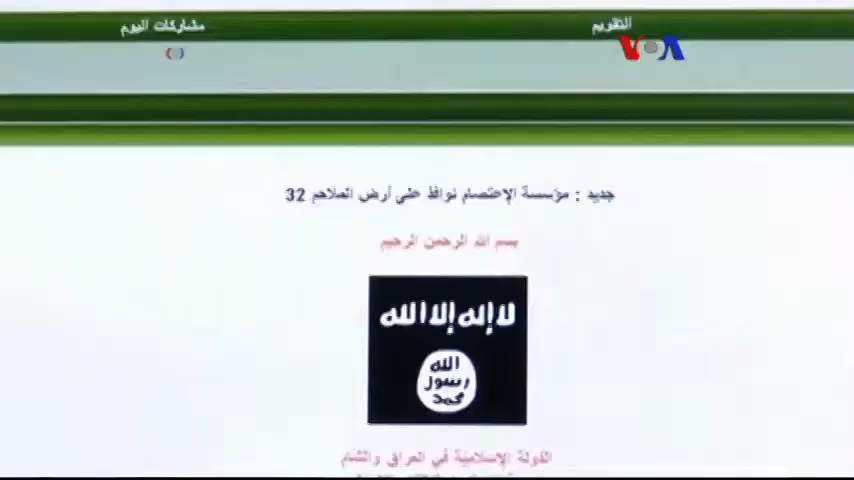 التقويم
مشاركات اليوم
VOA
جديد : مؤسسة الإعتصام نوافذ على أرض الملاحم 32
بسم الله الرحمن الرحيم
لا إله إلا الله
الله
رسول
محمد
الدولة الإسلامية في العراق والشام